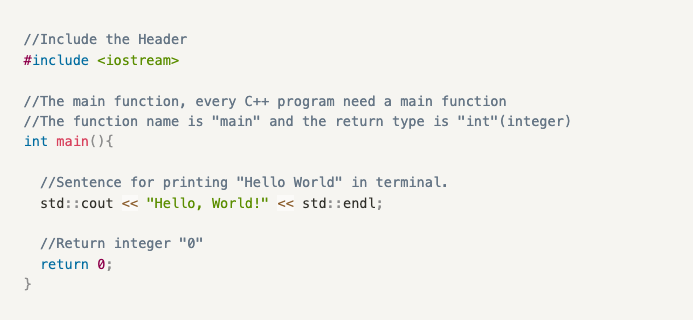 //Include the Header
#include <iostream>
//The main function, every C++ program need a main function
//The function name is "main" and the return type is "int"(integer)
int main(){
//Sentence for printing "Hello World" in terminal.
std::cout << "Hello, World!" << std::endl;
//Return integer "0"
return 0;
}